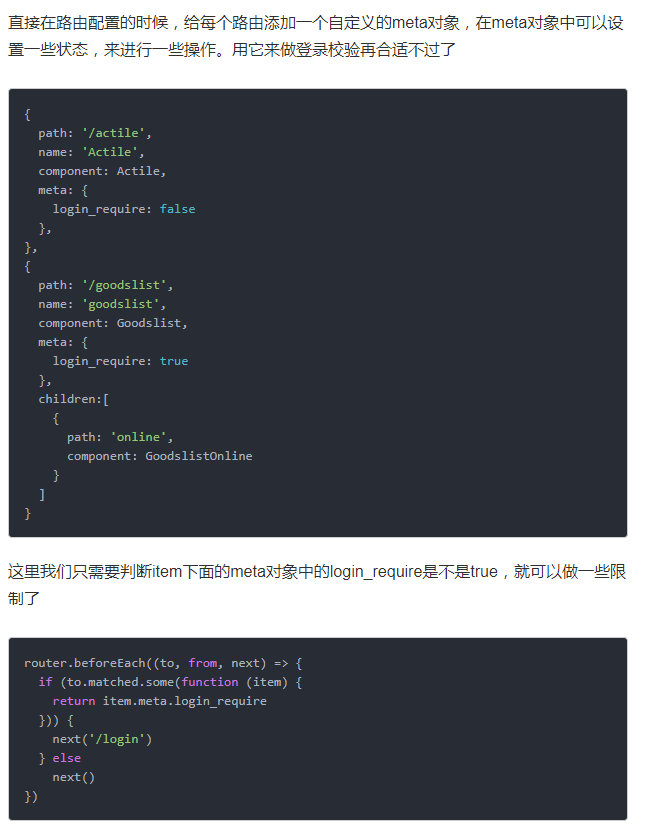 直接在路由配置的时候，给每个路由添加一个自定义的meta对象，在meta对象中可以设
置一些状态，来进行一些操作。用它来做登录校验再合适不过了
{
  path: '/actile',
  name: 'Actile',
  component: Actile,
  meta: {
    login_require: false
  },
},
{
  path: '/goodslist',
  name: 'goodslist',
  component: Goodslist,
  meta: {
    login_require: true
  },
  children:[
    {
      path: 'online',
      component: GoodslistOnline
    }
  ]
}
这里我们只需要判断item下面的meta对象中的login_require是不是true，就可以做一些限
制了
router.beforeEach((to, from, next) => {
  if (to.matched.some(function (item) {
    return item.meta.login_require
  })) {
    next('/login')
  } else
    next()
})